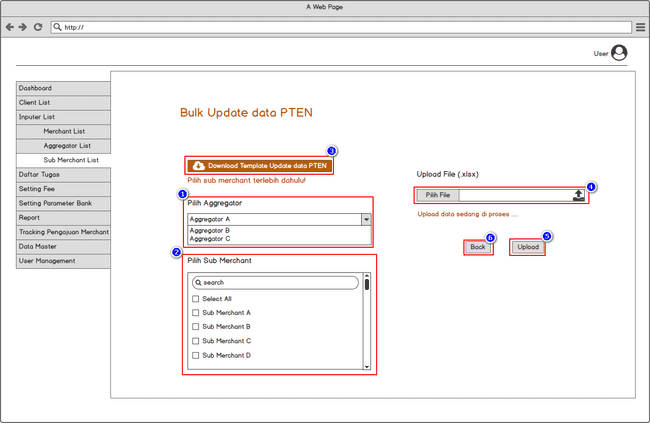 A Web Page
http://
User
Dashboard
Client List
Inputer List
Merchant List
Aggregator List
Sub Merchant List
Daftar Tugas
Setting Fee
Setting Parameter Bank
Report
Tracking Pengajuan Merchant
Data Master
User Management
Bulk Update data PTEN
3
Download Template Update data PTEN
Pilih sub merchant terlebih dahulu!
1
Pilih Aggregator
Aggregator A
Aggregator B
Aggregator C
2
Pilih Sub Merchant
search
Select All
Sub Merchant A
Sub Merchant B
Sub Merchant C
Sub Merchant D
Upload File (.xlsx)
4
Pilih File
Upload data sedang di proses ...
6
Back
5
Upload